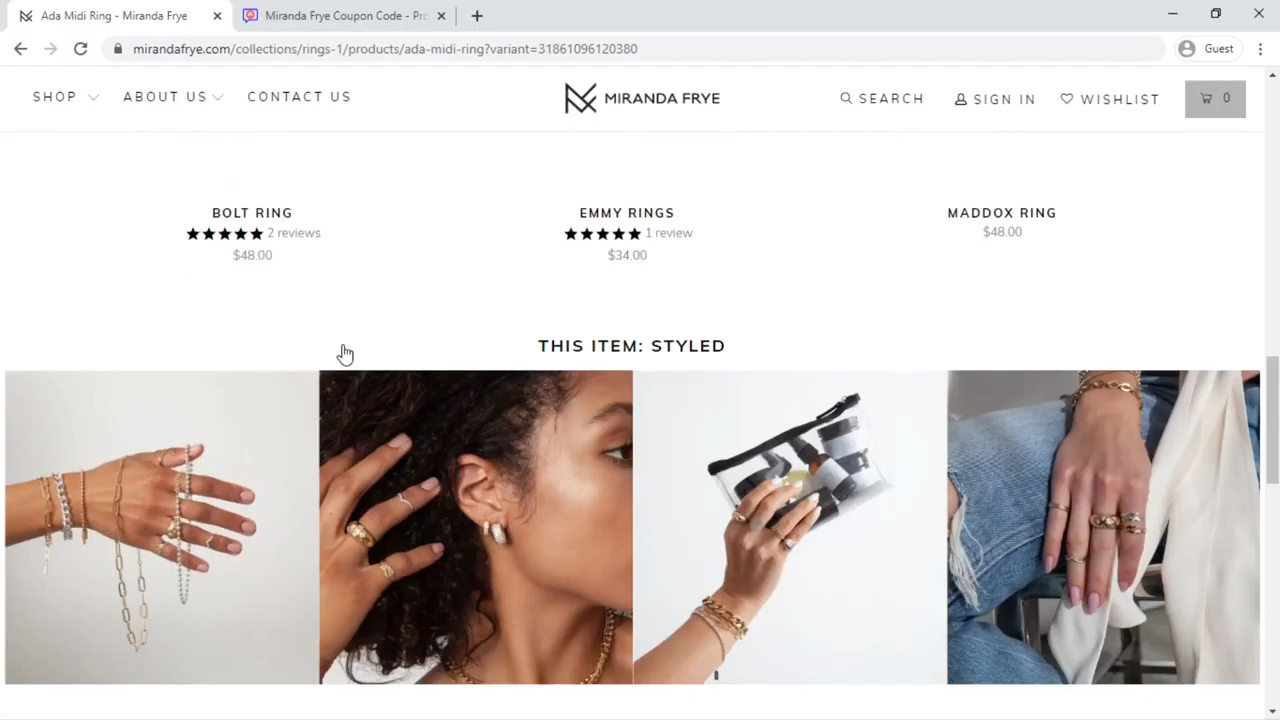 Ada Midi Ring - Miranda Frye
Miranda Frye Coupon Code - Pro
mirandafrye.com/collections/rings-1/products/ada-midi-ring?variant=31861096120380
Guest
SHOP ABOUT US CONTACT US
MIRANDA FRYE
SEARCH SIGN IN WISHLIST 0
BOLT RING
2 reviews
$48.00
EMMY RINGS
1 review
$34.00
MADDOX RING
$48.00
THIS ITEM: STYLED